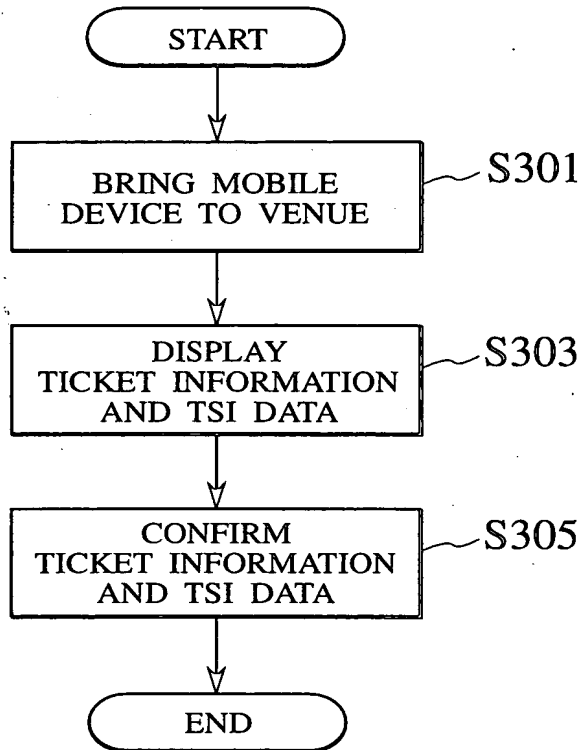 START
BRING MOBILE
DEVICE TO VENUE
S301
DISPLAY
TICKET INFORMATION
AND TSI DATA
S303
CONFIRM
TICKET INFORMATION
AND TSI DATA
S305
END